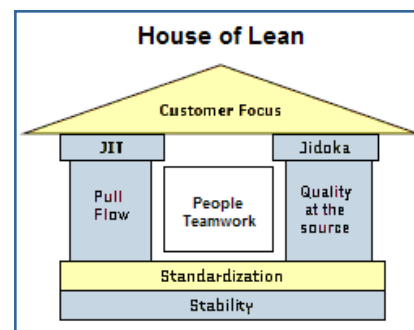 House of Lean
Customer Focus
JIT
Jidoka
Pull
Flow
People
Teamwork
Quality
at the
source
Standardization
Stability